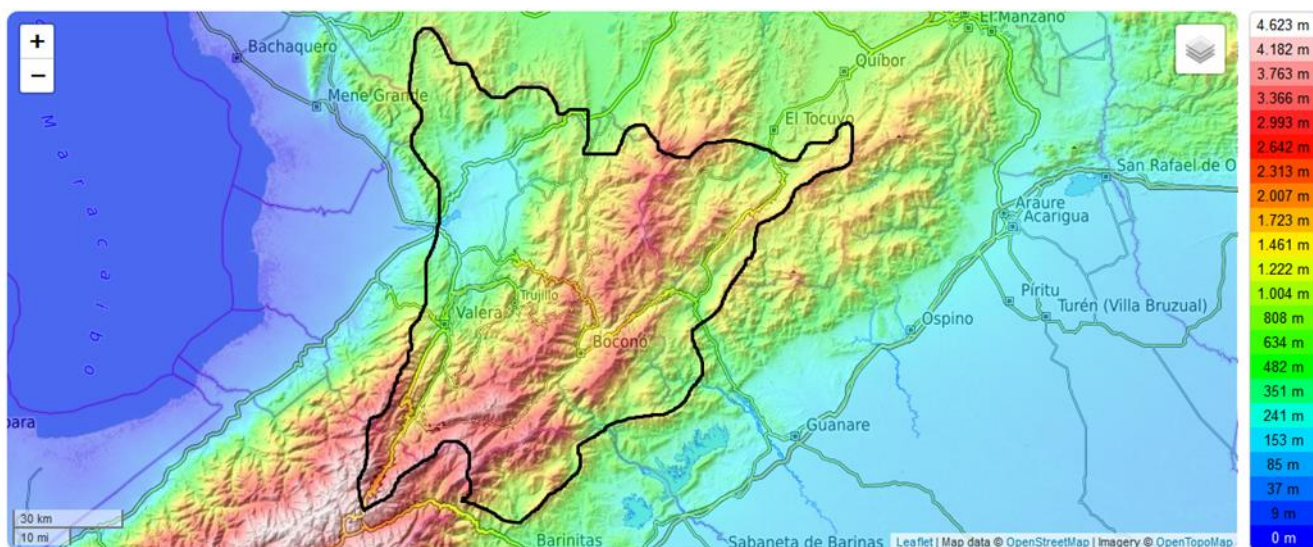 +
−
Bachaquero
Mene Grande
Maracaibo
El Manzano
Quibor
El Tocuyo
San Rafael de O
Araure
Acarigua
Píritu
Turén (Villa Bruzual)
Ospino
Trujillo
Valera
Boconó
Guanare
Barinitas
Sabaneta de Barinas
30 km
10 mi
Leaflet | Map data © OpenStreetMap | Imagery © OpenTopoMap
4.623 m
4.182 m
3.763 m
3.366 m
2.993 m
2.642 m
2.313 m
2.007 m
1.723 m
1.461 m
1.222 m
1.004 m
808 m
634 m
482 m
351 m
241 m
153 m
85 m
37 m
9 m
0 m